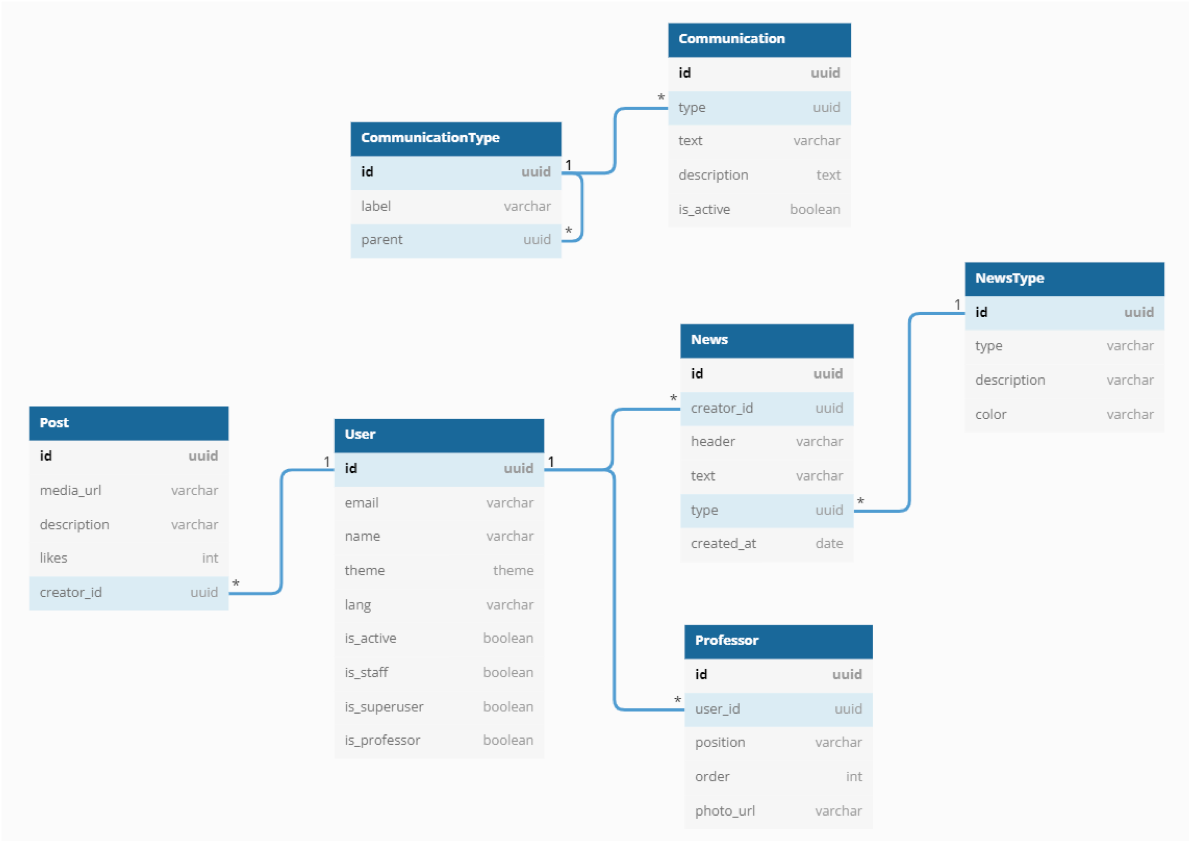 Communication
id uuid
* type uuid
text varchar
description text
is_active boolean
CommunicationType
id uuid 1
label varchar
parent uuid *
NewsType
1 id uuid
type varchar
description varchar
color varchar
News
id uuid
* creator_id uuid
header varchar
text varchar
type uuid *
created_at date
Post
id uuid
media_url varchar
description varchar
likes int
creator_id uuid *
User
1 id uuid 1
email varchar
name varchar
theme theme
lang varchar
is_active boolean
is_staff boolean
is_superuser boolean
is_professor boolean
Professor
id uuid
* user_id uuid
position varchar
order int
photo_url varchar